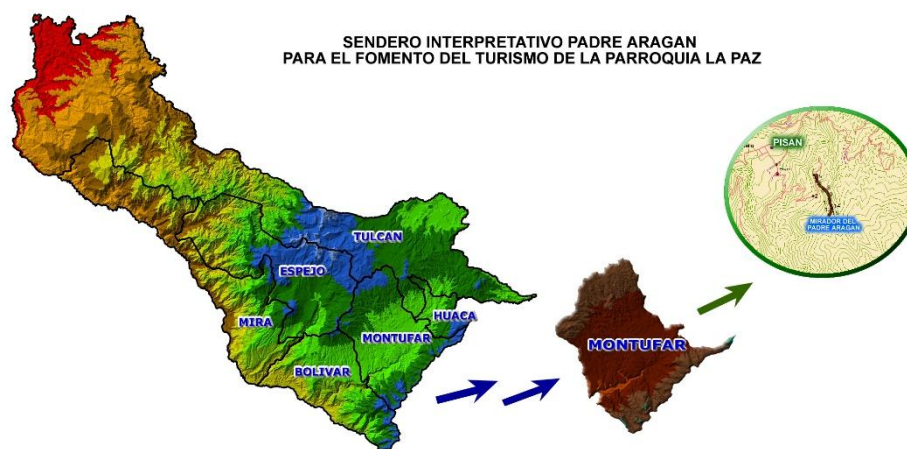 SENDERO INTERPRETATIVO PADRE ARAGAN
PARA EL FOMENTO DEL TURISMO DE LA PARROQUIA LA PAZ
PISAN
MIRADOR DEL
PADRE ARAGAN
TULCAN
ESPEJO
MIRA
HUACA
MONTUFAR
BOLIVAR
MONTUFAR